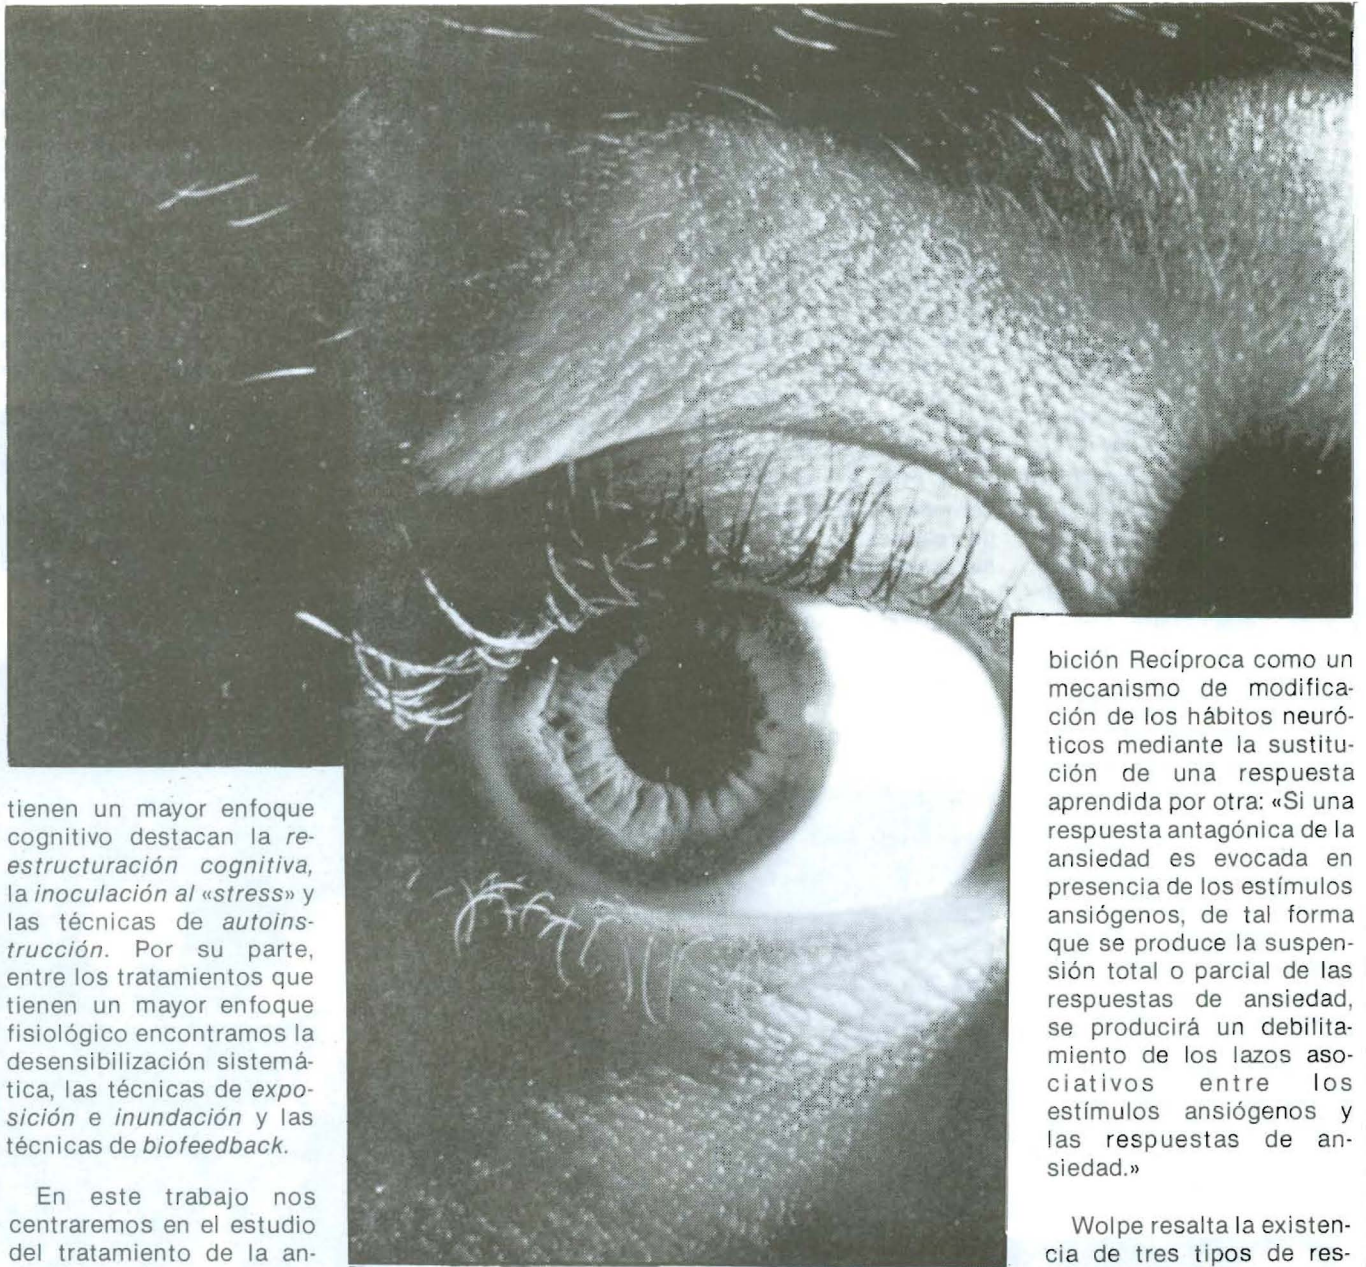 tienen un mayor enfoque
cognitivo destacan la re-
estructuración cognitiva,
la inoculación al «stress» y
las técnicas de autoins-
trucción. Por su parte,
entre los tratamientos que
tienen un mayor enfoque
fisiológico encontramos la
desensibilización sistemá-
tica, las técnicas de expo-
sición e inundación y las
técnicas de biofeedback.
En este trabajo nos
centraremos en el estudio
del tratamiento de la an-
bición Recíproca como un
mecanismo de modifica-
ción de los hábitos neuró-
ticos mediante la sustitu-
ción de una respuesta
aprendida por otra: «Si una
respuesta antagónica de la
ansiedad es evocada en
presencia de los estímulos
ansiógenos, de tal forma
que se produce la suspen-
sión total o parcial de las
respuestas de ansiedad,
se producirá un debilita-
miento de los lazos aso-
ciativos entre los
estímulos ansiógenos y
las respuestas de an-
siedad.»
Wolpe resalta la existen-
cia de tres tipos de res-